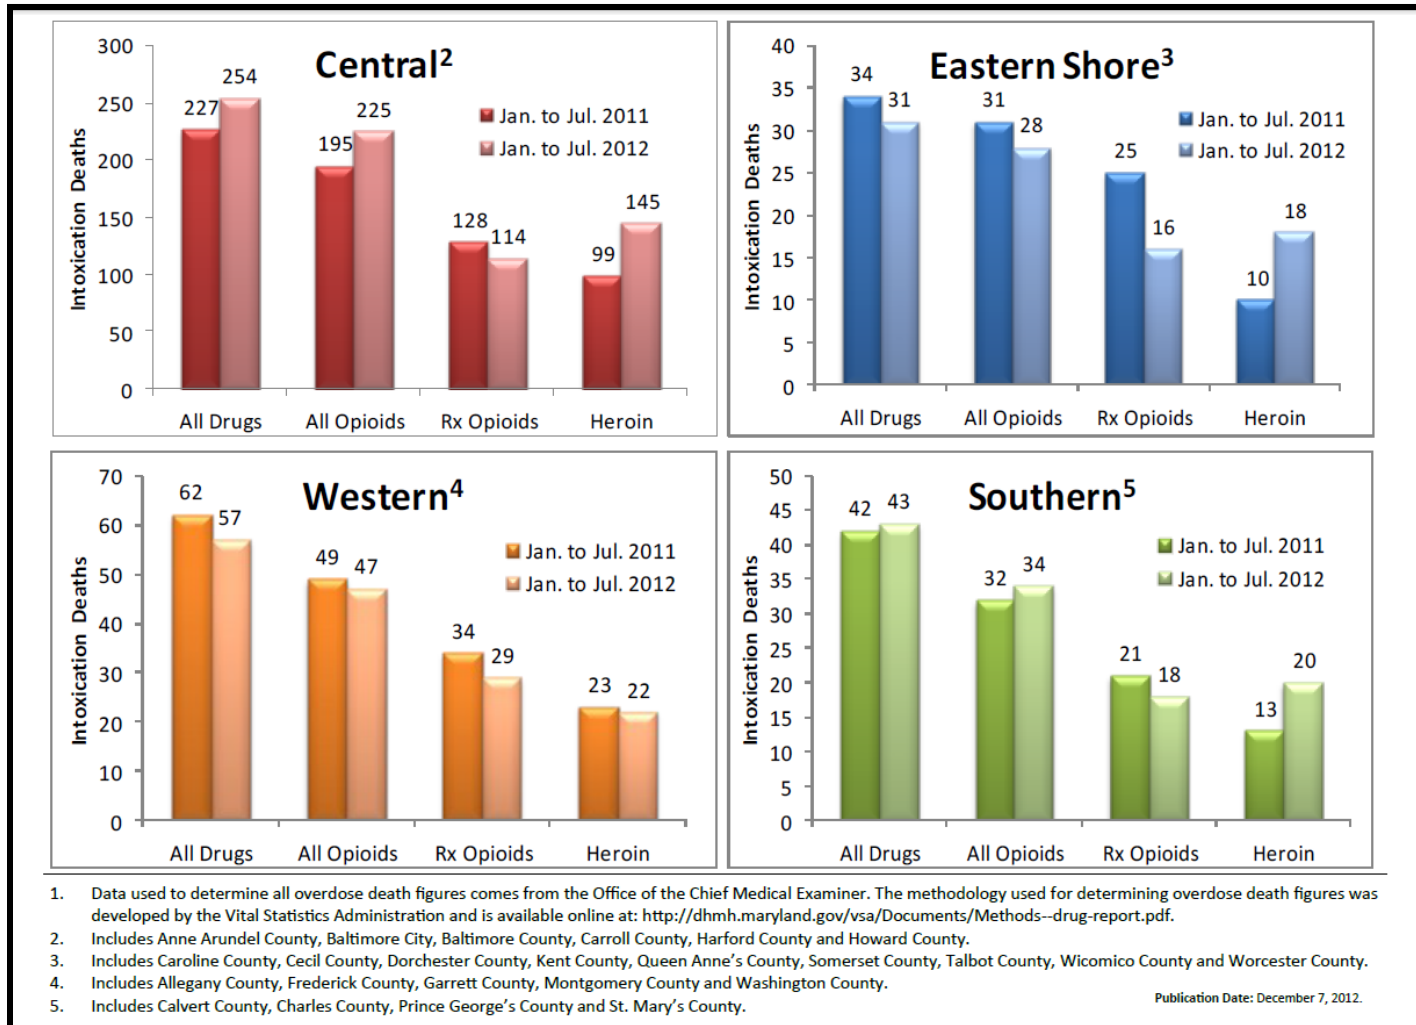 Central²
Intoxication Deaths
300
250
200
150
100
50
0
227
254
195
225
128
114
99
145
Jan. to Jul. 2011
Jan. to Jul. 2012
All Drugs
All Opioids
Rx Opioids
Heroin
Eastern Shore³
Intoxication Deaths
40
35
30
25
20
15
10
5
0
34
31
31
28
25
16
10
18
Jan. to Jul. 2011
Jan. to Jul. 2012
All Drugs
All Opioids
Rx Opioids
Heroin
Western⁴
Intoxication Deaths
70
60
50
40
30
20
10
0
62
57
49
47
34
29
23
22
Jan. to Jul. 2011
Jan. to Jul. 2012
All Drugs
All Opioids
Rx Opioids
Heroin
Southern⁵
Intoxication Deaths
50
45
40
35
30
25
20
15
10
5
0
42
43
32
34
21
18
13
20
Jan. to Jul. 2011
Jan. to Jul. 2012
All Drugs
All Opioids
Rx Opioids
Heroin
1. Data used to determine all overdose death figures comes from the Office of the Chief Medical Examiner. The methodology used for determining overdose death figures was
developed by the Vital Statistics Administration and is available online at: http://dhmh.maryland.gov/vsa/Documents/Methods--drug-report.pdf.
2. Includes Anne Arundel County, Baltimore City, Baltimore County, Carroll County, Harford County and Howard County.
3. Includes Caroline County, Cecil County, Dorchester County, Kent County, Queen Anne's County, Somerset County, Talbot County, Wicomico County and Worcester County.
4. Includes Allegany County, Frederick County, Garrett County, Montgomery County and Washington County.
5. Includes Calvert County, Charles County, Prince George's County and St. Mary's County.
Publication Date: December 7, 2012.